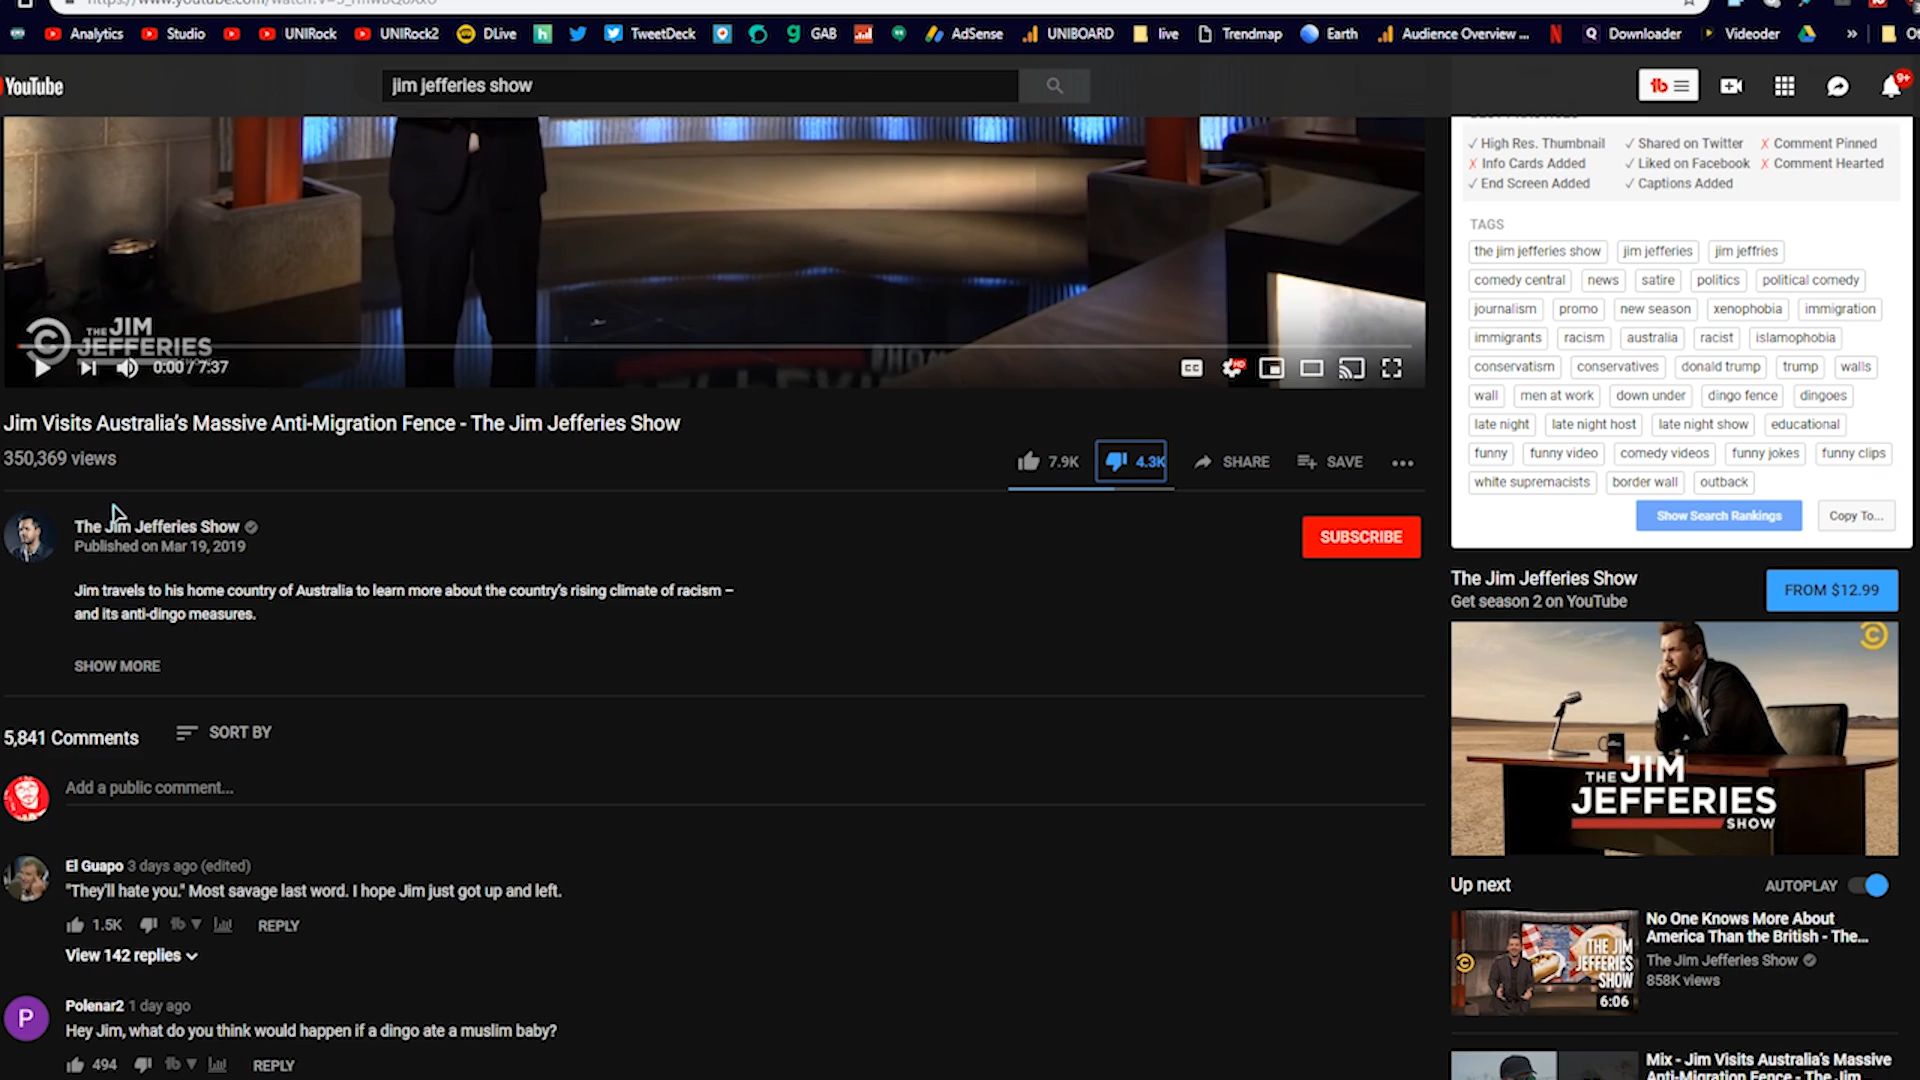 Analytics Studio UNIRock UNIRock2 DLive TweetDeck GAB AdSense UNIBOARD live Trendmap Earth Audience Overview ... Downloader Videoder »
YouTube
jim jefferies show
9+
✓ High Res. Thumbnail ✓ Shared on Twitter ✗ Comment Pinned
✗ Info Cards Added ✓ Liked on Facebook ✗ Comment Hearted
✓ End Screen Added ✓ Captions Added
TAGS
the jim jefferies show jim jefferies jim jeffries
comedy central news satire politics political comedy
journalism promo new season xenophobia immigration
immigrants racism australia racist islamophobia
conservatism conservatives donald trump trump walls
wall men at work down under dingo fence dingoes
late night late night host late night show educational
funny funny video comedy videos funny jokes funny clips
white supremacists border wall outback
Show Search Rankings Copy To...
THE JIM
JEFFERIES
0:00 / 7:37
CC HD
Jim Visits Australia's Massive Anti-Migration Fence - The Jim Jefferies Show
350,369 views
7.9K 4.3K SHARE SAVE
The Jim Jefferies Show
Published on Mar 19, 2019
SUBSCRIBE
Jim travels to his home country of Australia to learn more about the country's rising climate of racism –
and its anti-dingo measures.
SHOW MORE
5,841 Comments SORT BY
Add a public comment...
El Guapo 3 days ago (edited)
"They'll hate you." Most savage last word. I hope Jim just got up and left.
1.5K REPLY
View 142 replies
P
Polenar2 1 day ago
Hey Jim, what do you think would happen if a dingo ate a muslim baby?
494 REPLY
The Jim Jefferies Show
Get season 2 on YouTube
FROM $12.99
THE JIM
JEFFERIES
SHOW
Up next AUTOPLAY
THE JIM
JEFFERIES
SHOW
6:06
No One Knows More About
America Than the British - The...
The Jim Jefferies Show
858K views
Mix - Jim Visits Australia's Massive
Anti-Migration Fence - The Jim